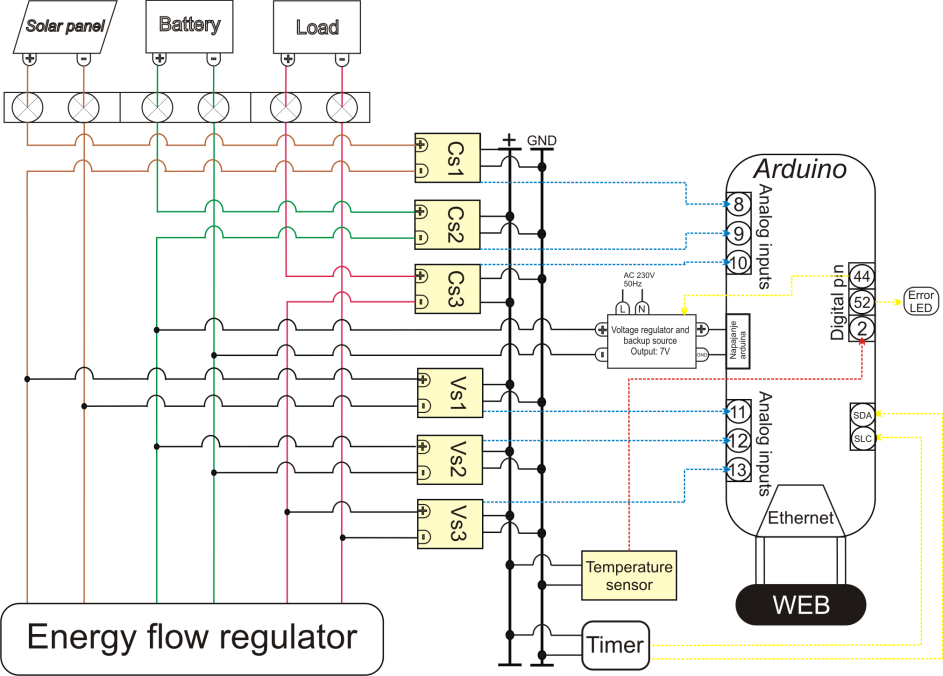 Solar panel
Battery
Load
+ - + - + -
+ GND
Cs1
+
-
Cs2
+
-
Cs3
+
-
Vs1
+
-
Vs2
+
-
Vs3
+
-
AC 230V
50Hz
L N
+
-
Voltage regulator and
backup source
Output: 7V
+
GND
Napajanje
arduina
Arduino
8
9
10
Analog inputs
44
52
2
Digital pin
Error
LED
11
12
13
Analog inputs
SDA
SLC
Ethernet
WEB
Temperature
sensor
Timer
Energy flow regulator